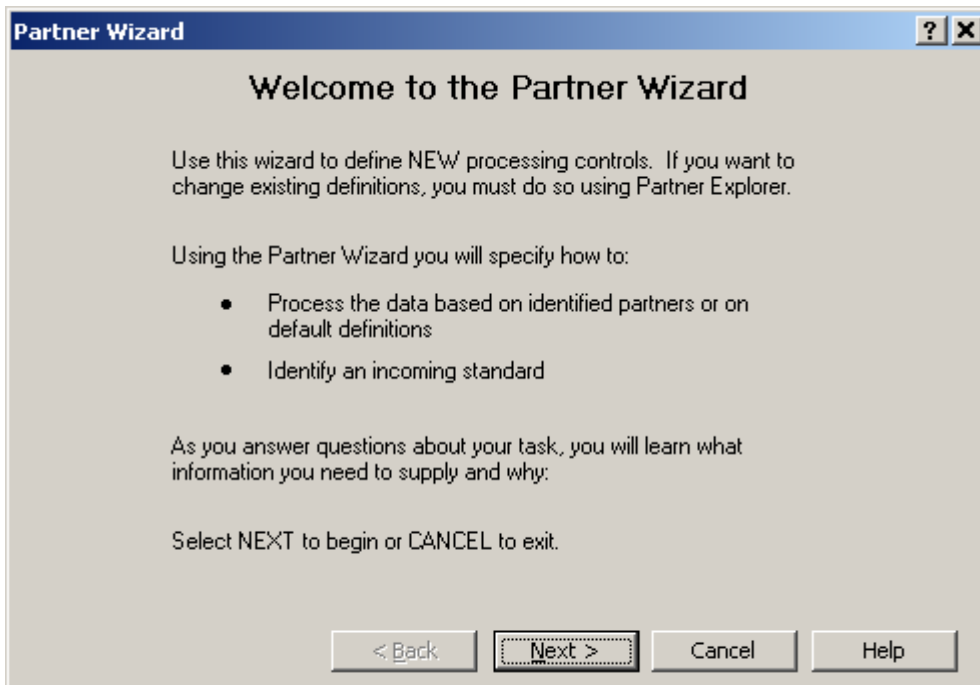 Partner Wizard
Welcome to the Partner Wizard
Use this wizard to define NEW processing controls.  If you want to
change existing definitions, you must do so using Partner Explorer.
Using the Partner Wizard you will specify how to:
● Process the data based on identified partners or on
default definitions
● Identify an incoming standard
As you answer questions about your task, you will learn what
information you need to supply and why:
Select NEXT to begin or CANCEL to exit.
< Back Next > Cancel Help